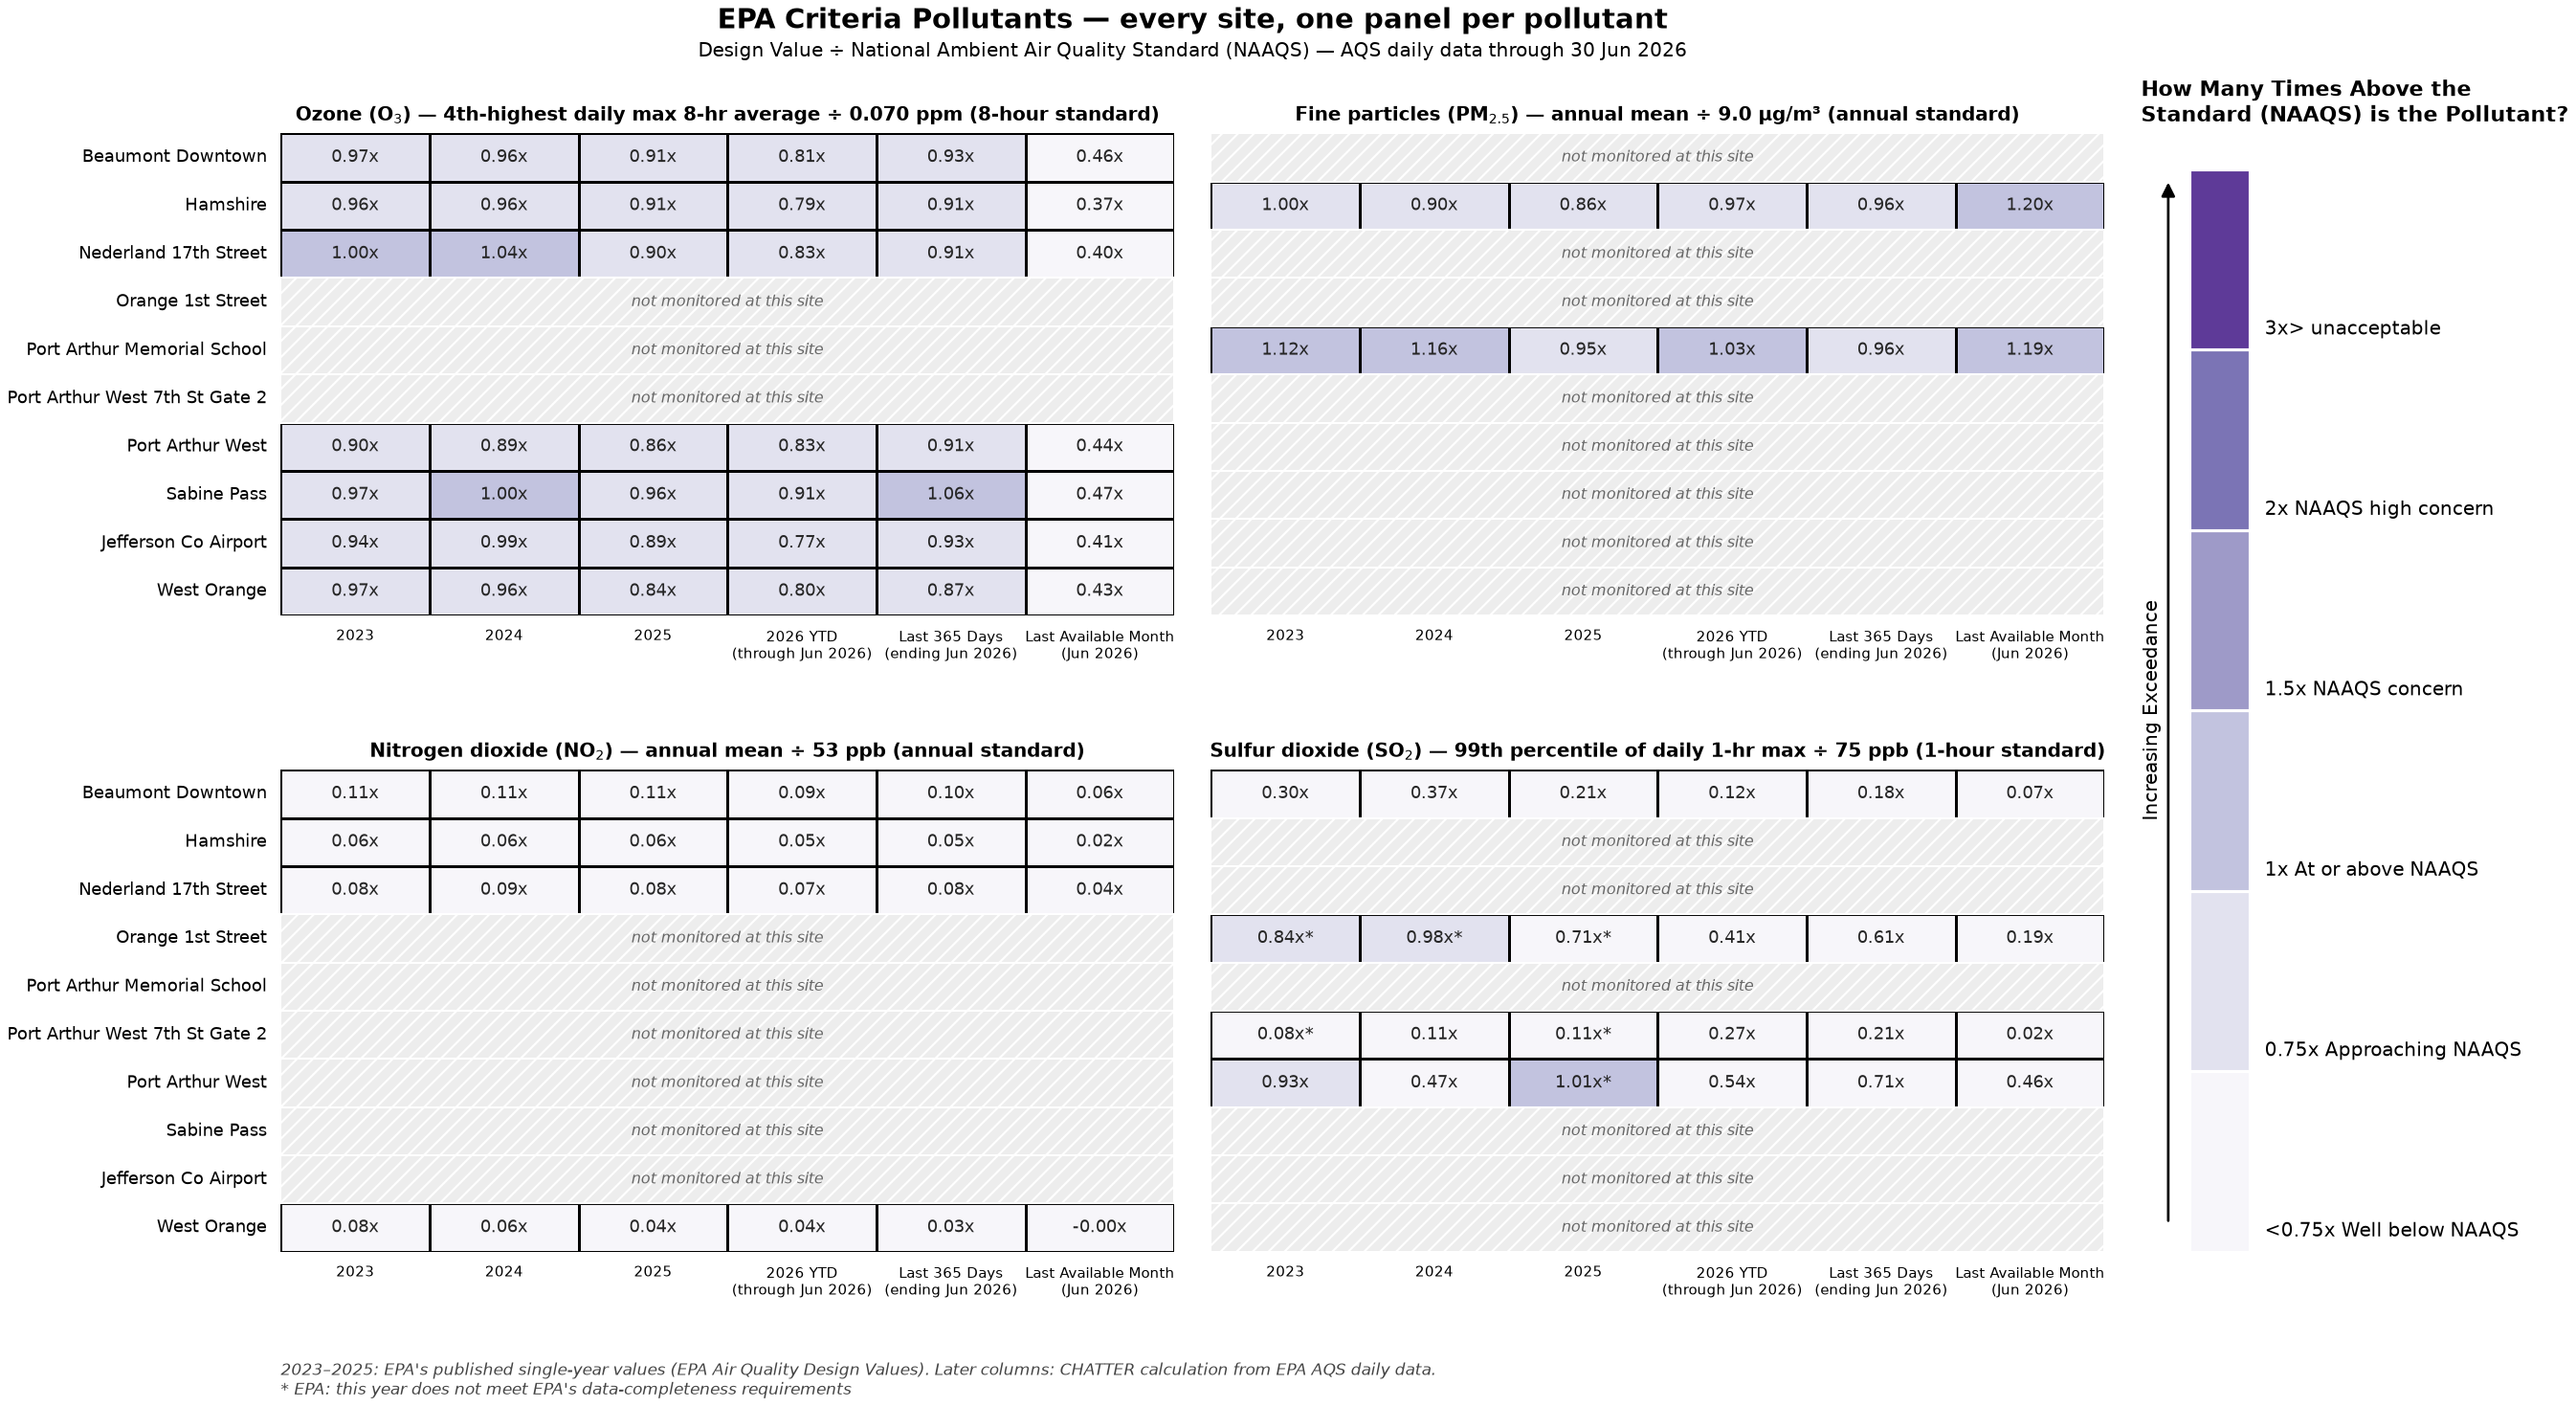 EPA Criteria Pollutants — every site, one panel per pollutant
Design Value ÷ National Ambient Air Quality Standard (NAAQS) — AQS daily data through 30 Jun 2026
Ozone (O₃) — 4th-highest daily max 8-hr average ÷ 0.070 ppm (8-hour standard)
Beaumont Downtown 0.97x 0.96x 0.91x 0.81x 0.93x 0.46x
Hamshire 0.96x 0.96x 0.91x 0.79x 0.91x 0.37x
Nederland 17th Street 1.00x 1.04x 0.90x 0.83x 0.91x 0.40x
Orange 1st Street not monitored at this site
Port Arthur Memorial School not monitored at this site
Port Arthur West 7th St Gate 2 not monitored at this site
Port Arthur West 0.90x 0.89x 0.86x 0.83x 0.91x 0.44x
Sabine Pass 0.97x 1.00x 0.96x 0.91x 1.06x 0.47x
Jefferson Co Airport 0.94x 0.99x 0.89x 0.77x 0.93x 0.41x
West Orange 0.97x 0.96x 0.84x 0.80x 0.87x 0.43x
2023 2024 2025 2026 YTD Last 365 Days Last Available Month
(through Jun 2026) (ending Jun 2026) (Jun 2026)
Fine particles (PM₂.₅) — annual mean ÷ 9.0 µg/m³ (annual standard)
not monitored at this site
1.00x 0.90x 0.86x 0.97x 0.96x 1.20x
not monitored at this site
not monitored at this site
1.12x 1.16x 0.95x 1.03x 0.96x 1.19x
not monitored at this site
not monitored at this site
not monitored at this site
not monitored at this site
not monitored at this site
2023 2024 2025 2026 YTD Last 365 Days Last Available Month
(through Jun 2026) (ending Jun 2026) (Jun 2026)
Nitrogen dioxide (NO₂) — annual mean ÷ 53 ppb (annual standard)
Beaumont Downtown 0.11x 0.11x 0.11x 0.09x 0.10x 0.06x
Hamshire 0.06x 0.06x 0.06x 0.05x 0.05x 0.02x
Nederland 17th Street 0.08x 0.09x 0.08x 0.07x 0.08x 0.04x
Orange 1st Street not monitored at this site
Port Arthur Memorial School not monitored at this site
Port Arthur West 7th St Gate 2 not monitored at this site
Port Arthur West not monitored at this site
Sabine Pass not monitored at this site
Jefferson Co Airport not monitored at this site
West Orange 0.08x 0.06x 0.04x 0.04x 0.03x -0.00x
2023 2024 2025 2026 YTD Last 365 Days Last Available Month
(through Jun 2026) (ending Jun 2026) (Jun 2026)
Sulfur dioxide (SO₂) — 99th percentile of daily 1-hr max ÷ 75 ppb (1-hour standard)
0.30x 0.37x 0.21x 0.12x 0.18x 0.07x
not monitored at this site
not monitored at this site
0.84x* 0.98x* 0.71x* 0.41x 0.61x 0.19x
not monitored at this site
0.08x* 0.11x 0.11x* 0.27x 0.21x 0.02x
0.93x 0.47x 1.01x* 0.54x 0.71x 0.46x
not monitored at this site
not monitored at this site
not monitored at this site
2023 2024 2025 2026 YTD Last 365 Days Last Available Month
(through Jun 2026) (ending Jun 2026) (Jun 2026)
How Many Times Above the
Standard (NAAQS) is the Pollutant?
Increasing Exceedance
3x> unacceptable
2x NAAQS high concern
1.5x NAAQS concern
1x At or above NAAQS
0.75x Approaching NAAQS
<0.75x Well below NAAQS
2023–2025: EPA's published single-year values (EPA Air Quality Design Values). Later columns: CHATTER calculation from EPA AQS daily data.
* EPA: this year does not meet EPA's data-completeness requirements